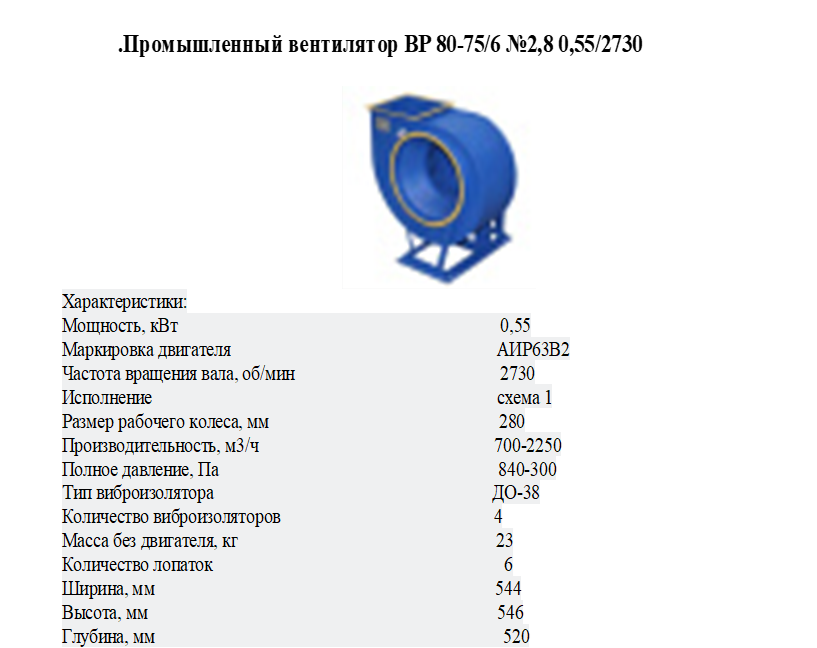 .Промышленный вентилятор ВР 80-75/6 №2,8 0,55/2730
Характеристики:
Мощность, кВт 0,55
Маркировка двигателя АИР63В2
Частота вращения вала, об/мин 2730
Исполнение схема 1
Размер рабочего колеса, мм 280
Производительность, м3/ч 700-2250
Полное давление, Па 840-300
Тип виброизолятора ДО-38
Количество виброизоляторов 4
Масса без двигателя, кг 23
Количество лопаток 6
Ширина, мм 544
Высота, мм 546
Глубина, мм 520